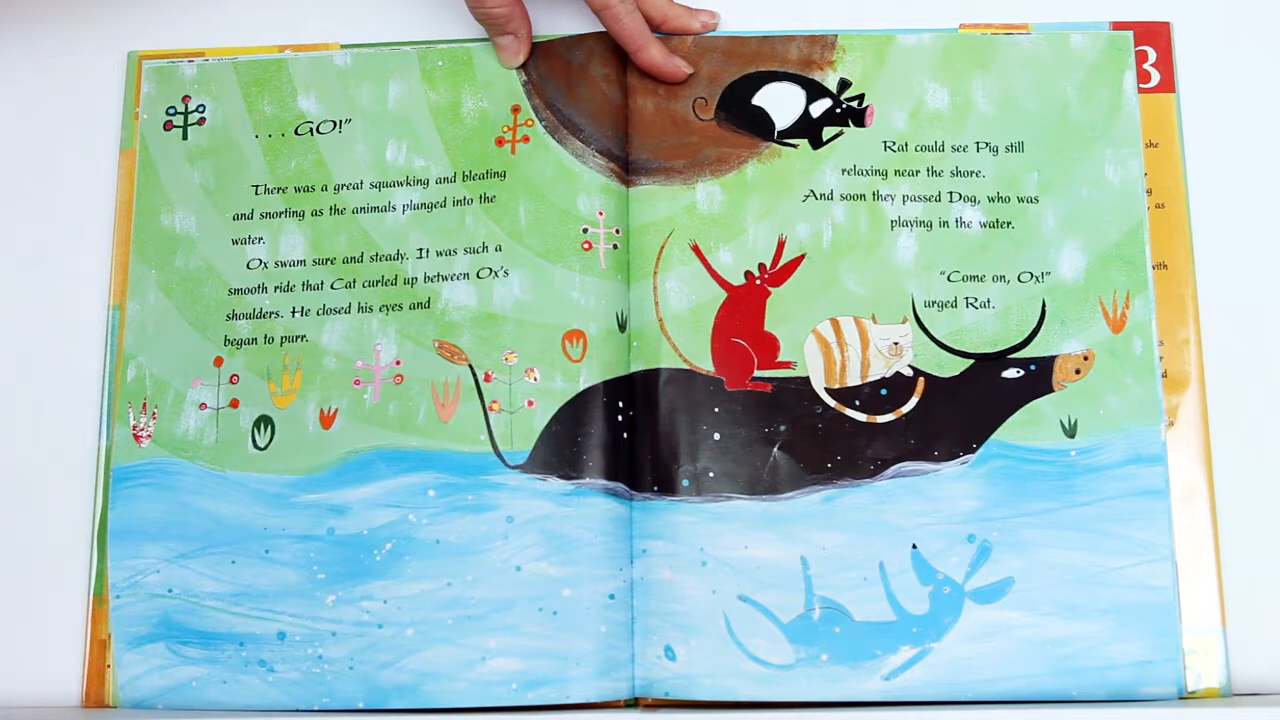 . . . GO!”
There was a great squawking and bleating
and snorting as the animals plunged into the
water.
Ox swam sure and steady. It was such a
smooth ride that Cat curled up between Ox’s
shoulders. He closed his eyes and
began to purr.
Rat could see Pig still
relaxing near the shore.
And soon they passed Dog, who was
playing in the water.
“Come on, Ox!”
urged Rat.
3
she
as
with